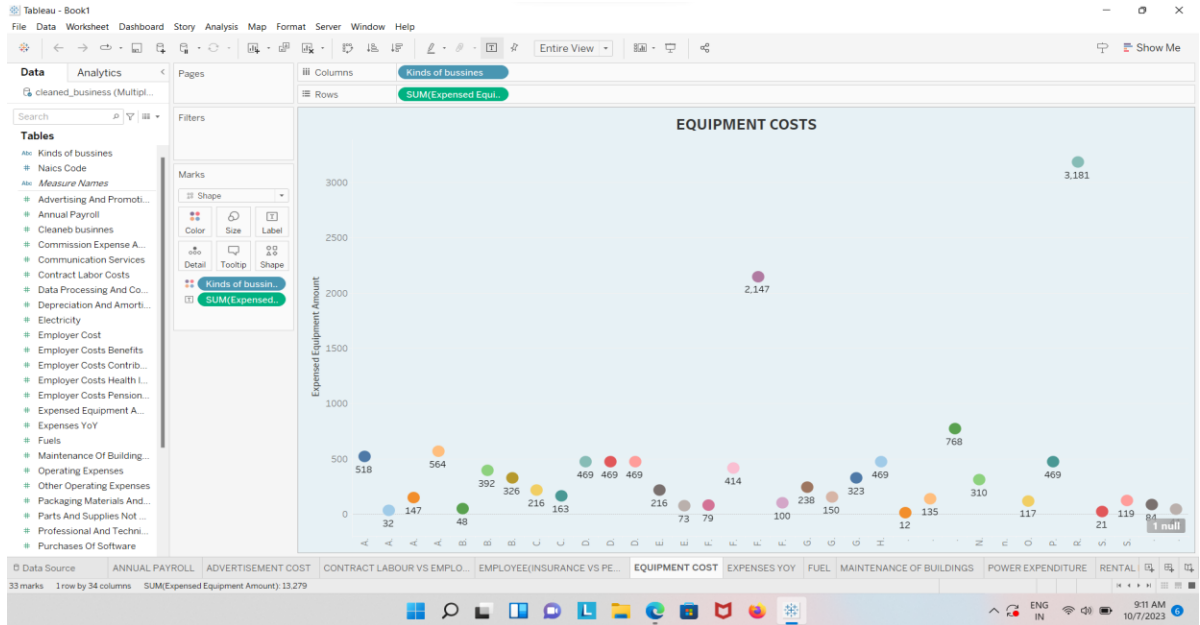 Tableau - Book1
File Data Worksheet Dashboard Story Analysis Map Format Server Window Help
Entire View
Show Me
Data Analytics
Pages
Columns Kinds of bussines
cleaned_business (Multipl...
Rows SUM(Expensed Equi..
Search
Filters
EQUIPMENT COSTS
Tables
Abc Kinds of bussines
# Naics Code
Abc Measure Names
# Advertising And Promoti...
# Annual Payroll
# Cleaneb businnes
# Commission Expense A...
# Communication Services
# Contract Labor Costs
# Data Processing And Co...
# Depreciation And Amorti...
# Electricity
# Employer Cost
# Employer Costs Benefits
# Employer Costs Contrib...
# Employer Costs Health I...
# Employer Costs Pension...
# Expensed Equipment A...
# Expenses YoY
# Fuels
# Maintenance Of Building...
# Operating Expenses
# Other Operating Expenses
# Packaging Materials And...
# Parts And Supplies Not ...
# Professional And Techni...
# Purchases Of Software
Marks
Shape
Color Size Label
Detail Tooltip Shape
Kinds of bussin..
SUM(Expensed..
Expensed Equipment Amount
3000
2500
2000
1500
1000
500
0
3,181
2,147
518 32 147 564 48 392 326 216 163 469 469 469 216 73 79 414 100 238 150 323 469 12 135 768 310 117 469 21 119 84
1 null
A. A. A. A. B. B. B. C. C. D. D. D. E. E. F. F. F. F. G. G. G. H. N. n. O. P. R. S. S.
Data Source ANNUAL PAYROLL ADVERTISEMENT COST CONTRACT LABOUR VS EMPLO... EMPLOYEE(INSURANCE VS PE... EQUIPMENT COST EXPENSES YOY FUEL MAINTENANCE OF BUILDINGS POWER EXPENDITURE RENTAL
33 marks 1 row by 34 columns SUM(Expensed Equipment Amount): 13,279
ENG
IN
9:11 AM
10/7/2023
6